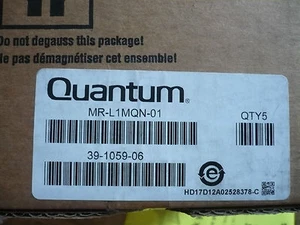 Do not degauss this package!
Ne pas démagnétiser cet ensemble!
Quantum®
MR-L1MQN-01
QTY5
39-1059-06
e
HD17D12A02528378-C